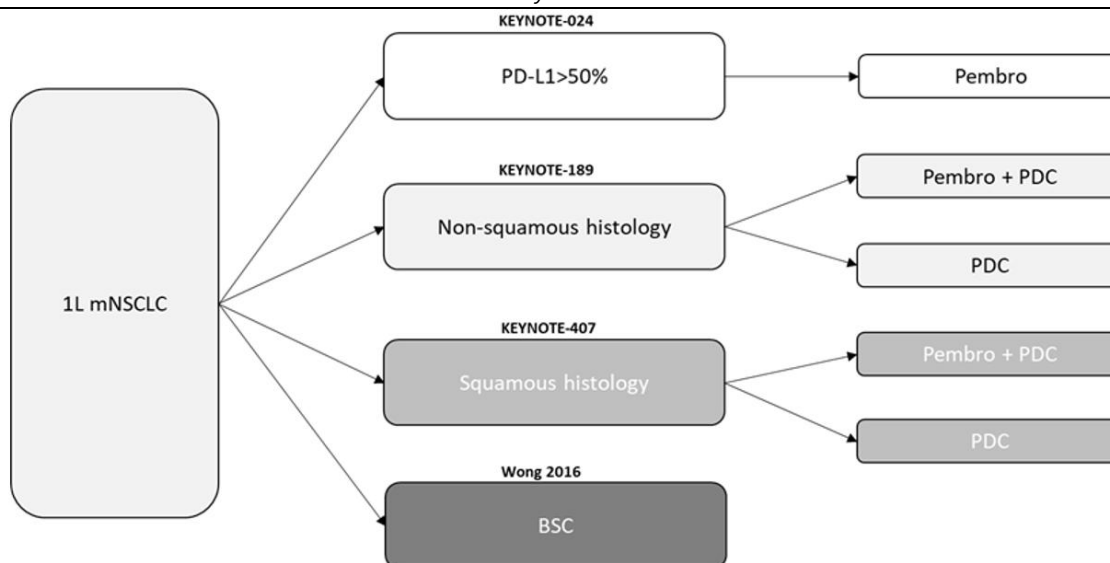 KEYNOTE-024
PD-L1>50%
Pembro
KEYNOTE-189
Non-squamous histology
Pembro + PDC
PDC
1L mNSCLC
KEYNOTE-407
Squamous histology
Pembro + PDC
PDC
Wong 2016
BSC